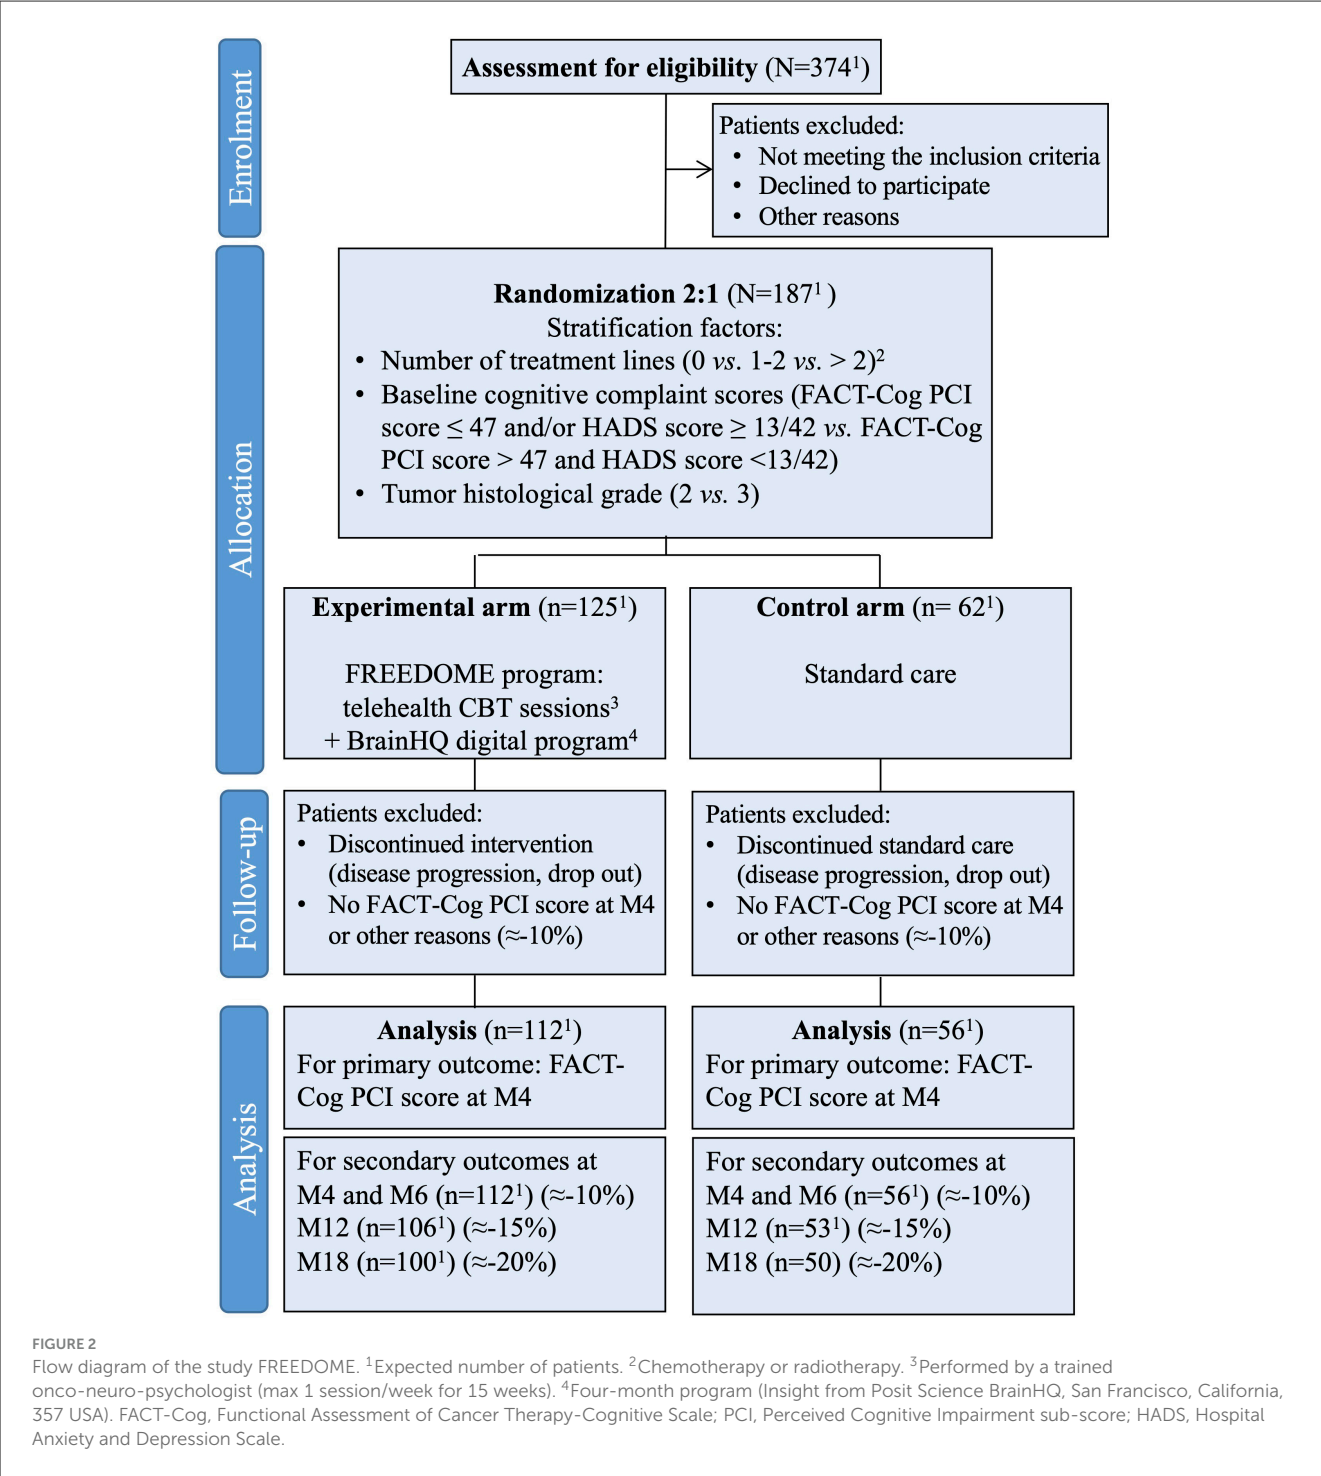 Enrolment
Assessment for eligibility (N=374¹)
Patients excluded:
• Not meeting the inclusion criteria
• Declined to participate
• Other reasons
Allocation
Randomization 2:1 (N=187¹ )
Stratification factors:
• Number of treatment lines (0 vs. 1-2 vs. > 2)²
• Baseline cognitive complaint scores (FACT-Cog PCI
score ≤ 47 and/or HADS score ≥ 13/42 vs. FACT-Cog
PCI score > 47 and HADS score <13/42)
• Tumor histological grade (2 vs. 3)
Experimental arm (n=125¹)
FREEDOME program:
telehealth CBT sessions³
+ BrainHQ digital program⁴
Control arm (n= 62¹)
Standard care
Follow-up
Patients excluded:
• Discontinued intervention
(disease progression, drop out)
• No FACT-Cog PCI score at M4
or other reasons (≈-10%)
Patients excluded:
• Discontinued standard care
(disease progression, drop out)
• No FACT-Cog PCI score at M4
or other reasons (≈-10%)
Analysis
Analysis (n=112¹)
For primary outcome: FACT-
Cog PCI score at M4
Analysis (n=56¹)
For primary outcome: FACT-
Cog PCI score at M4
For secondary outcomes at
M4 and M6 (n=112¹) (≈-10%)
M12 (n=106¹) (≈-15%)
M18 (n=100¹) (≈-20%)
For secondary outcomes at
M4 and M6 (n=56¹) (≈-10%)
M12 (n=53¹) (≈-15%)
M18 (n=50) (≈-20%)
FIGURE 2
Flow diagram of the study FREEDOME. ¹Expected number of patients. ²Chemotherapy or radiotherapy. ³Performed by a trained
onco-neuro-psychologist (max 1 session/week for 15 weeks). ⁴Four-month program (Insight from Posit Science BrainHQ, San Francisco, California,
357 USA). FACT-Cog, Functional Assessment of Cancer Therapy-Cognitive Scale; PCI, Perceived Cognitive Impairment sub-score; HADS, Hospital
Anxiety and Depression Scale.